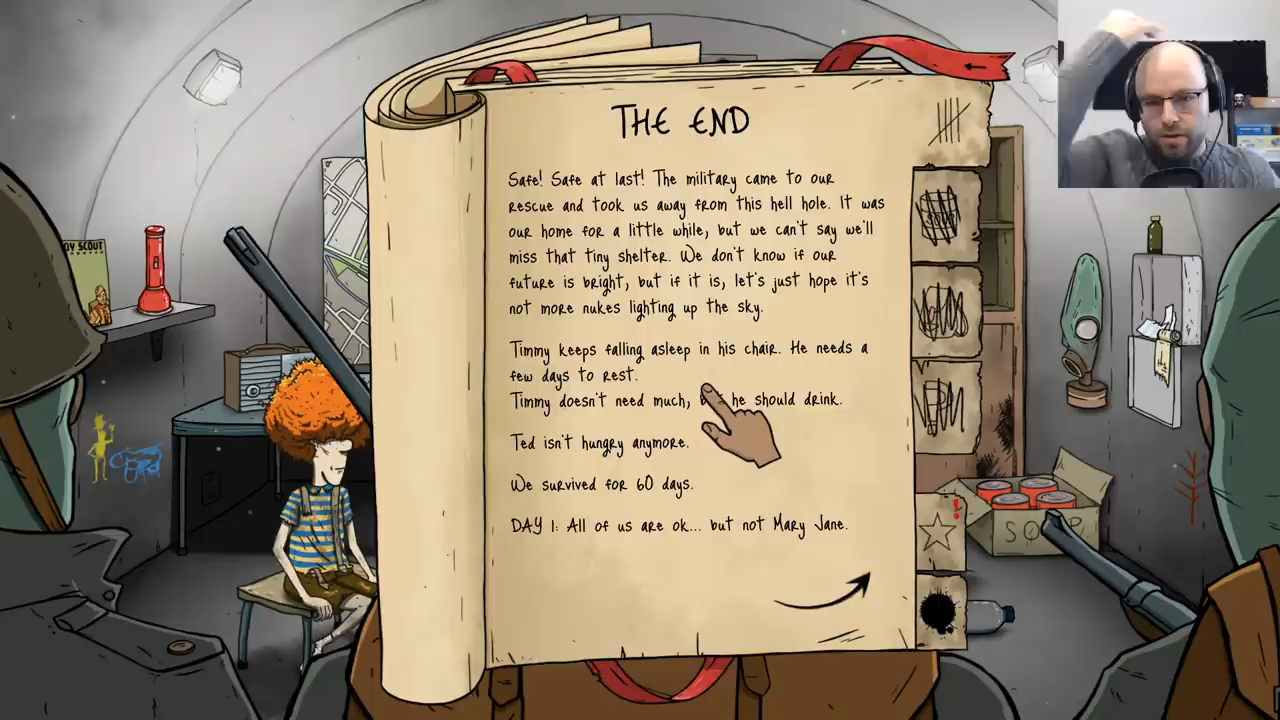 THE END
Safe! Safe at last! The military came to our
rescue and took us away from this hell hole. It was
our home for a little while, but we can't say we'll
miss that tiny shelter. We don't know if our
future is bright, but if it is, let's just hope it's
not more nukes lighting up the sky.
Timmy keeps falling asleep in his chair. He needs a
few days to rest.
Timmy doesn't need much, he should drink.
Ted isn't hungry anymore.
We survived for 60 days.
DAY 1: All of us are ok... but not Mary Jane.
OY SCOUT
SOUP
!